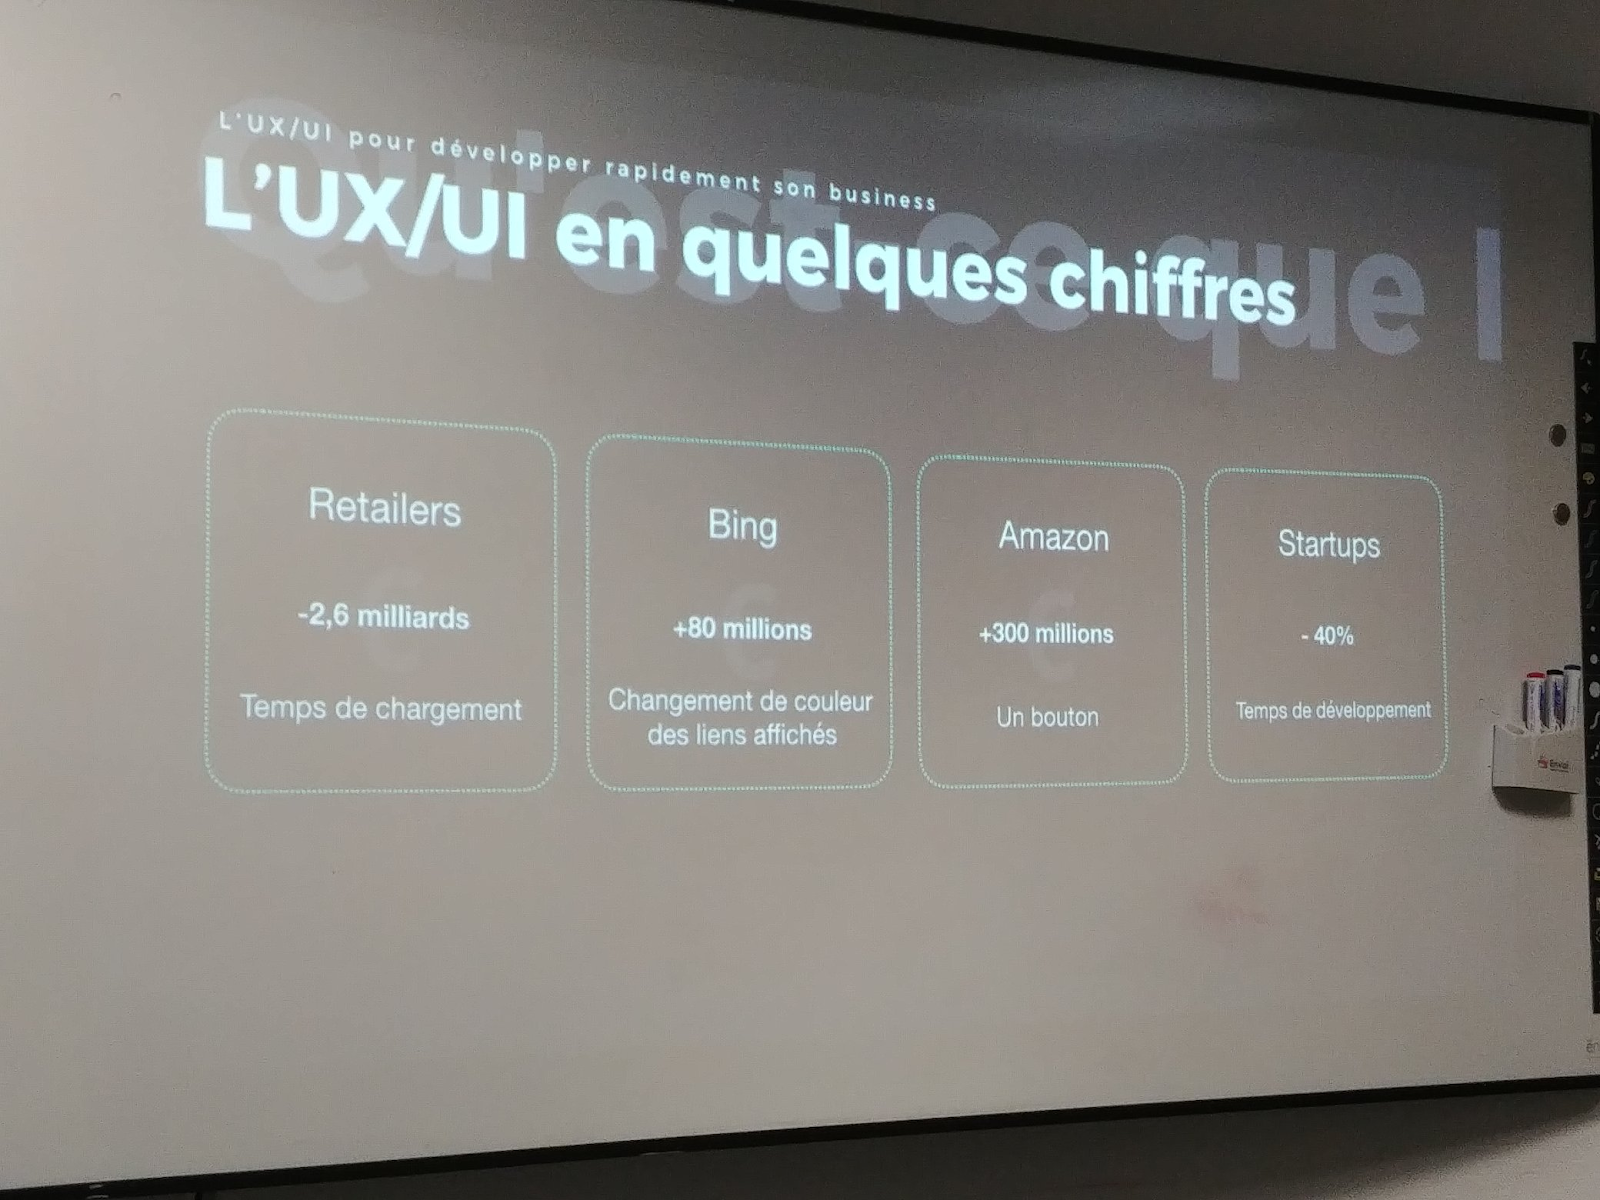 L'UX/UI pour développer rapidement son business
Qu'est ce que l
L'UX/UI en quelques chiffres
Retailers
-2,6 milliards
Temps de chargement
Bing
+80 millions
Changement de couleur
des liens affichés
Amazon
+300 millions
Un bouton
Startups
- 40%
Temps de développement